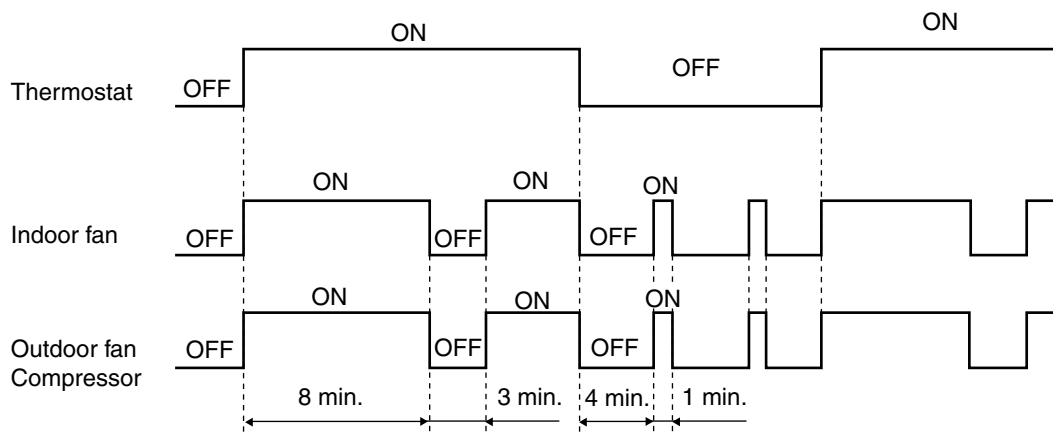 ON
ON
OFF
Thermostat
OFF
ON
ON
ON
Indoor fan
OFF
OFF
OFF
ON
ON
ON
Outdoor fan
Compressor
OFF
OFF
OFF
8 min.
3 min.
4 min.
1 min.